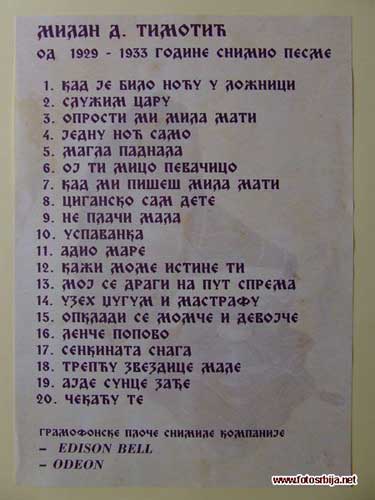 МИЛАН Д. ТИМОТИЋ
ОД 1929 - 1933 ГОДИНЕ СНИМИО ПЕСМЕ
1. КАД ЈЕ БИЛО НОЋУ У ЛОЖНИЦИ
2. СЛУЖИМ ЦАРУ
3. ОПРОСТИ МИ МИЛА МАТИ
4. ЈЕДНУ НОЋ САМО
5. МАГЛА ПАДНАЛА
6. ОЈ ТИ МИЦО ПЕВАЧИЦО
7. КАД МИ ПИШЕШ МИЛА МАТИ
8. ЦИГАНСКО САМ ДЕТЕ
9. НЕ ПЛАЧИ МАЛА
10. УСПАВАНКА
11. АДИО МАРЕ
12. КАЖИ МОМЕ ИСТИНЕ ТИ
13. МОЈ СЕ ДРАГИ НА ПУТ СПРЕМА
14. УЗЕХ ЏУГУМ И МАСТРАФУ
15. ОПКЛАДИ СЕ МОМЧЕ И ДЕВОЈЧЕ
16. ЛЕНЧЕ ПОПОВО
17. СЕНКИНАТА СНАГА
18. ТРЕПЋУ ЗВЕЗДИЦЕ МАЛЕ
19. АЈДЕ СУНЦЕ ЗАЂЕ
20. ЧЕКАЋУ ТЕ
ГРАМОФОНСКЕ ПЛОЧЕ СНИМИЛЕ КОМПАНИЈЕ
- EDISON BELL
- ODEON
www.fotosrbija.net